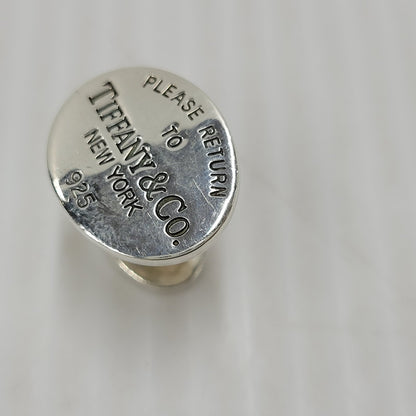 PLEASE RETURN
TO
TIFFANY & CO.
NEW YORK
925